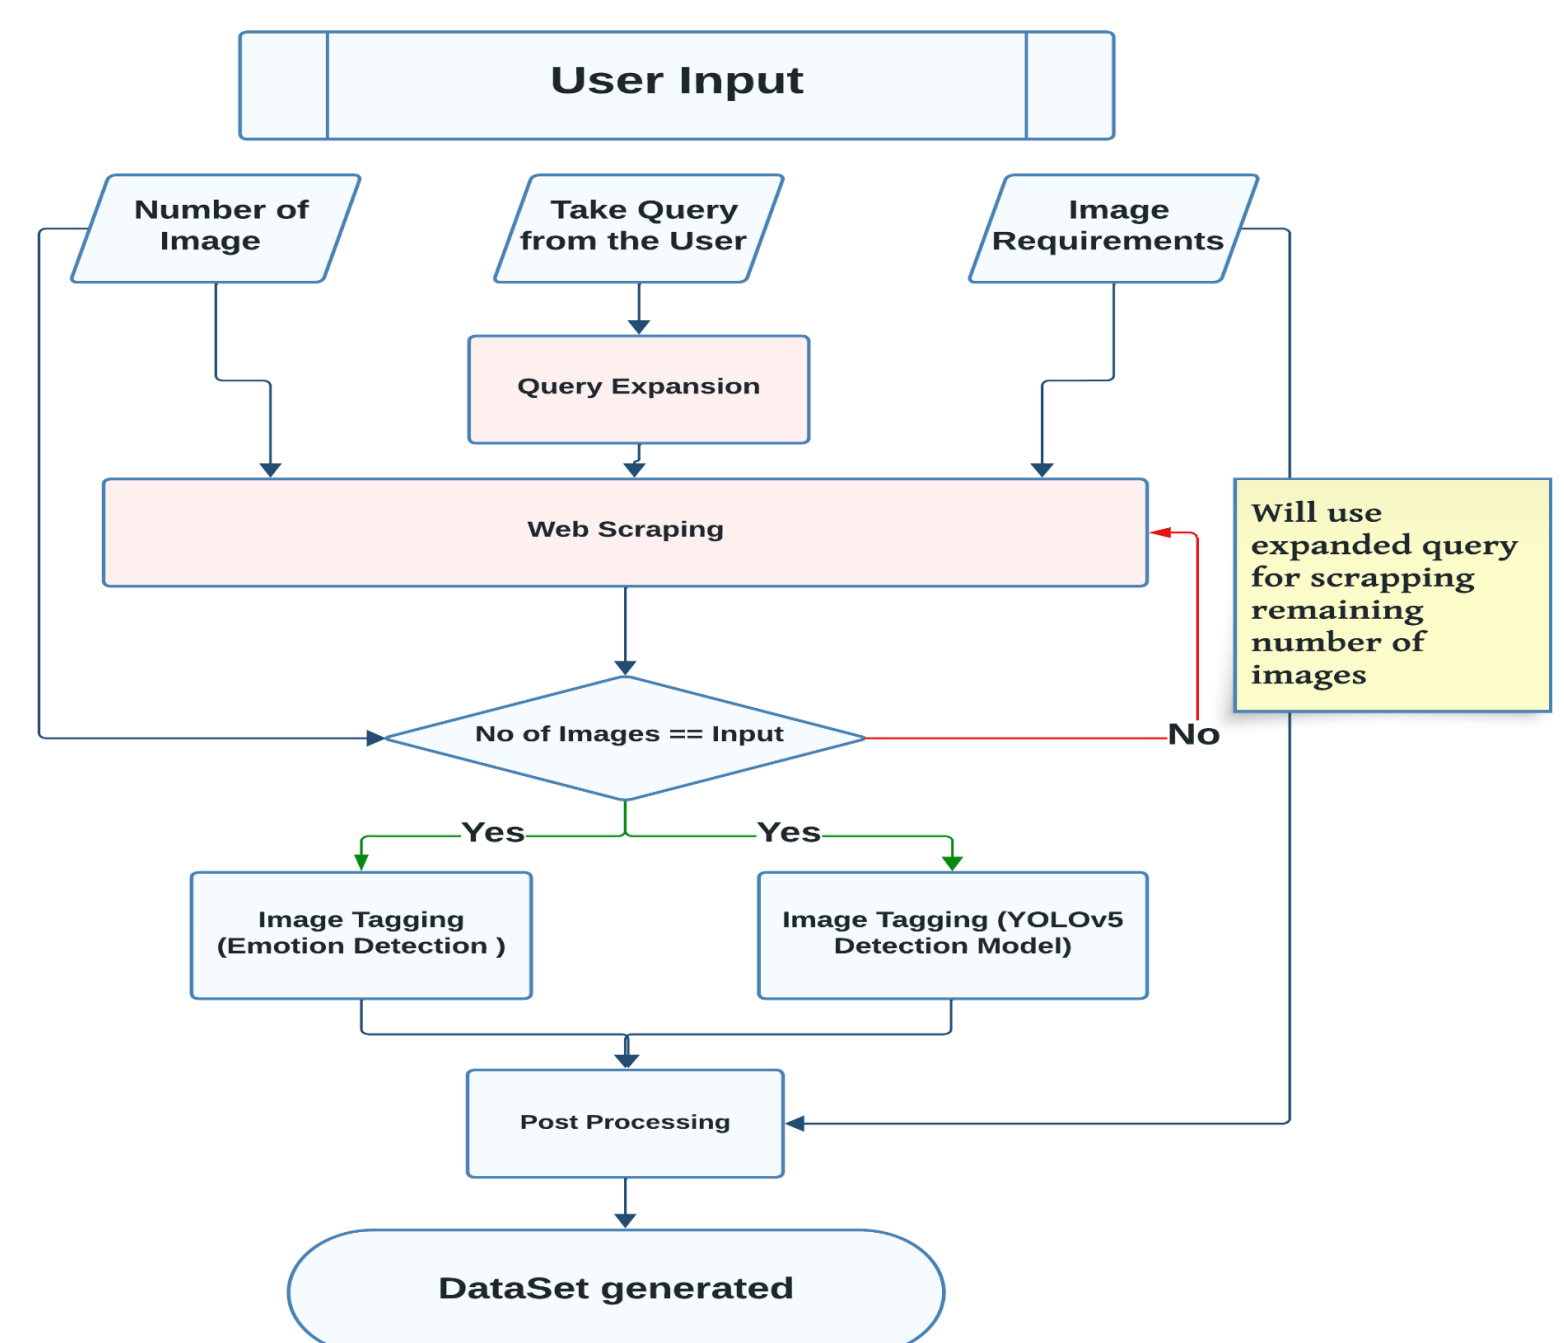 User Input
Number of
Image
Take Query
from the User
Image
Requirements
Query Expansion
Web Scraping
Will use
expanded query
for scrapping
remaining
number of
images
No of Images == Input
No
Yes
Yes
Image Tagging
(Emotion Detection )
Image Tagging (YOLOv5
Detection Model)
Post Processing
DataSet generated